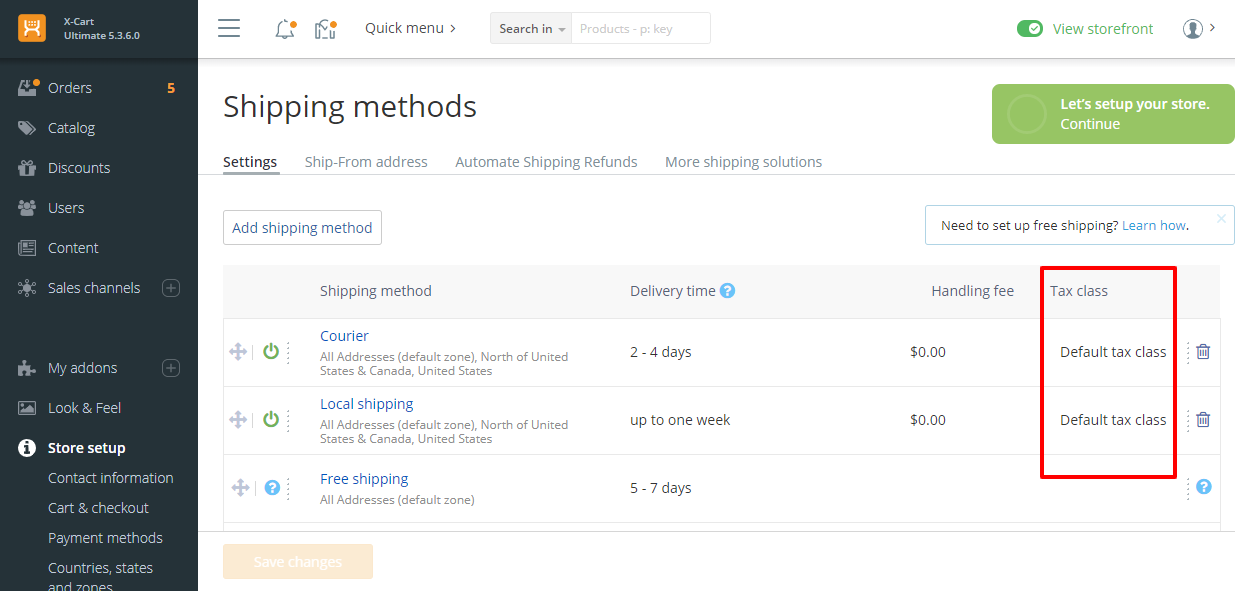 X-Cart
Ultimate 5.3.6.0
Quick menu
Search in
Products - p: key
View storefront
Orders 5
Catalog
Discounts
Users
Content
Sales channels
My addons
Look & Feel
Store setup
Contact information
Cart & checkout
Payment methods
Countries, states
and zones
Shipping methods
Let's setup your store.
Continue
Settings Ship-From address Automate Shipping Refunds More shipping solutions
Add shipping method
Need to set up free shipping? Learn how.
Shipping method Delivery time ? Handling fee Tax class
Courier
All Addresses (default zone), North of United
States & Canada, United States
2 - 4 days $0.00 Default tax class
Local shipping
All Addresses (default zone), North of United
States & Canada, United States
up to one week $0.00 Default tax class
Free shipping
All Addresses (default zone)
5 - 7 days
Save changes